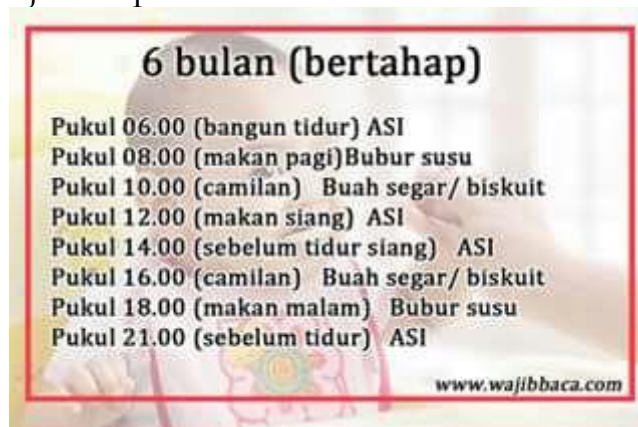 6 bulan (bertahap)
Pukul 06.00 (bangun tidur) ASI
Pukul 08.00 (makan pagi)Bubur susu
Pukul 10.00 (camilan) Buah segar/ biskuit
Pukul 12.00 (makan siang) ASI
Pukul 14.00 (sebelum tidur siang) ASI
Pukul 16.00 (camilan) Buah segar/ biskuit
Pukul 18.00 (makan malam) Bubur susu
Pukul 21.00 (sebelum tidur) ASI
www.wajibbaca.com